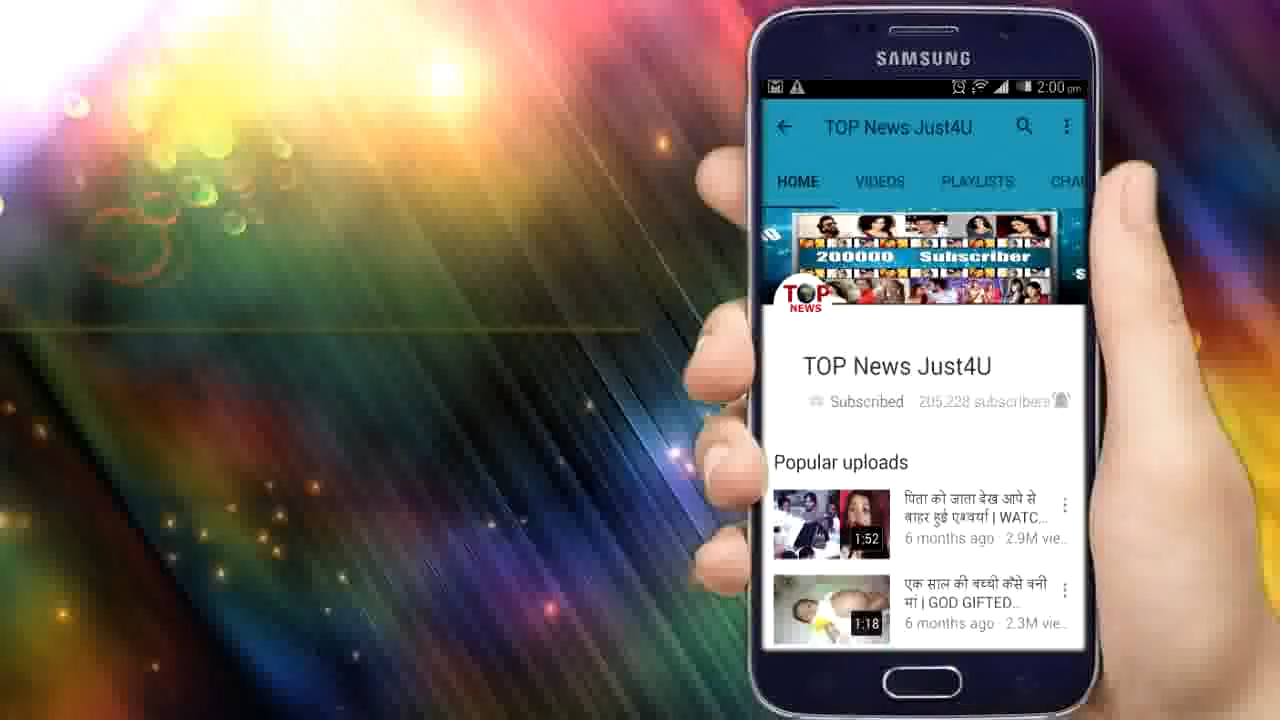 SAMSUNG
2:00 pm
TOP News Just4U
HOME VIDEOS PLAYLISTS CHA
200000 Subscriber
TOP
NEWS
TOP News Just4U
Subscribed 205,228 subscribers
Popular uploads
पिता को जाता देख आपे से
बाहर हुई एश्वर्या | WATC...
6 months ago · 2.9M vie..
1:52
एक साल की बच्ची कैसे बनी
मां | GOD GIFTED...
6 months ago · 2.3M vie..
1:18